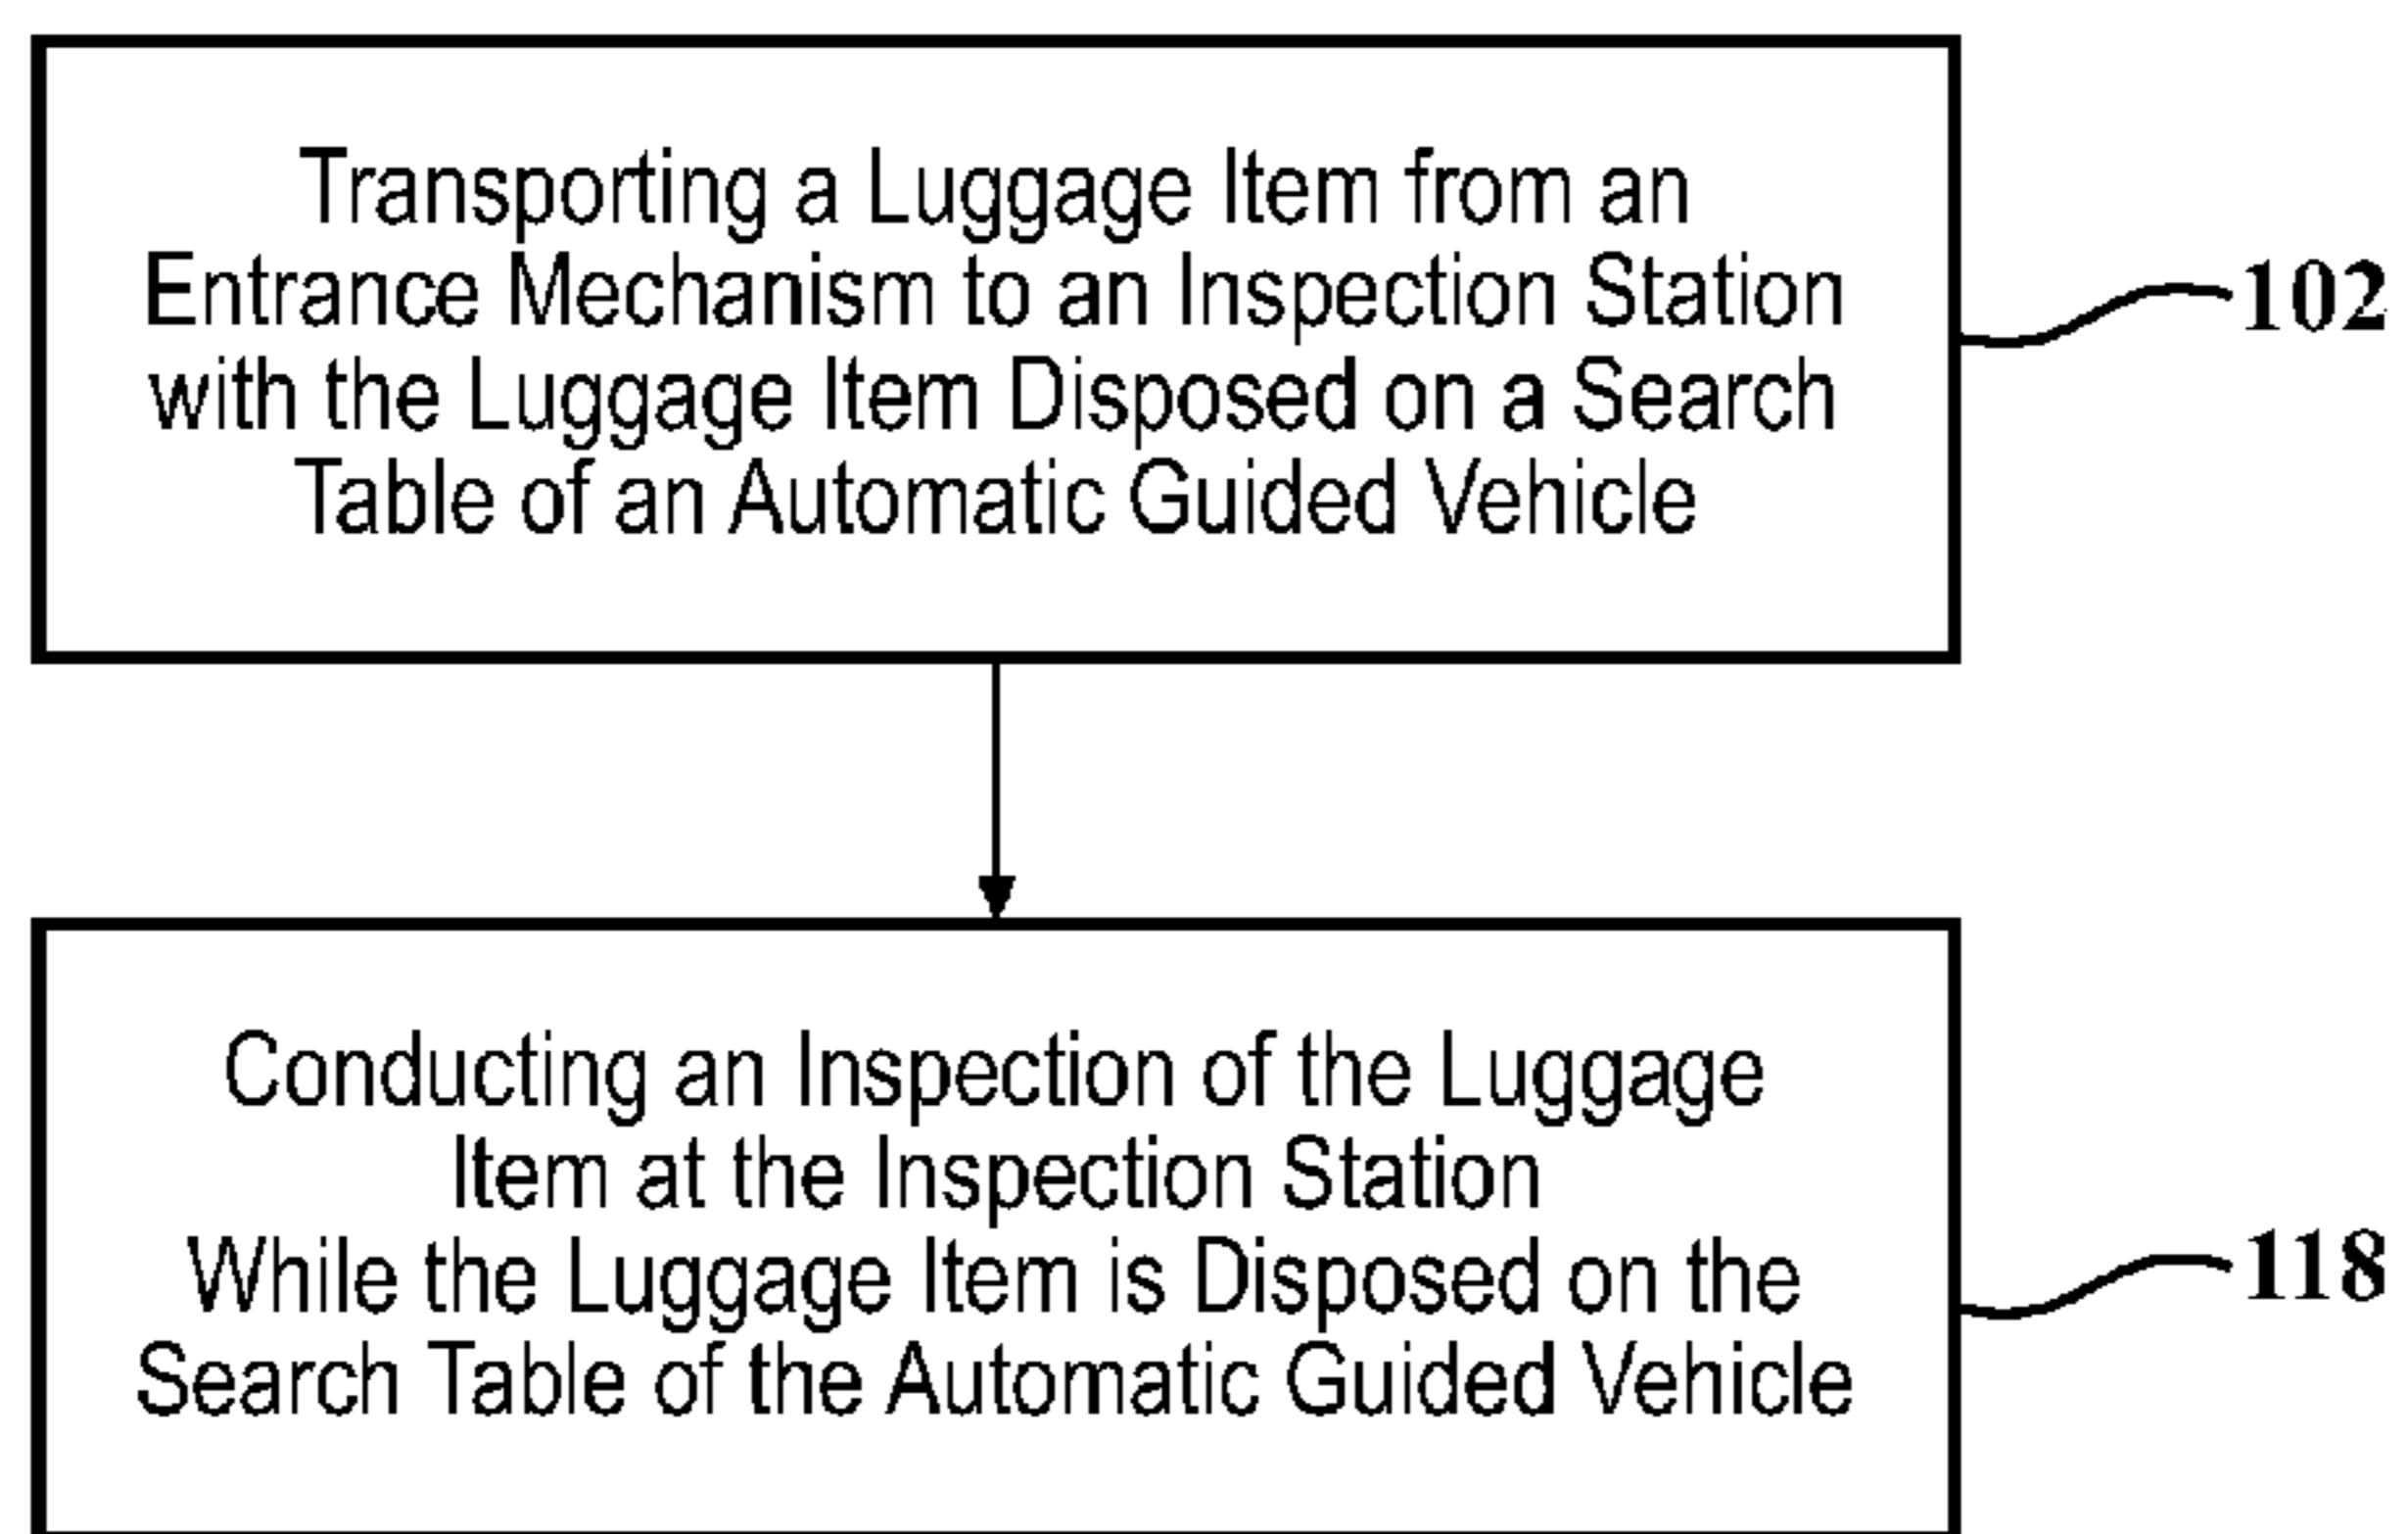 Transporting a Luggage Item from an
Entrance Mechanism to an Inspection Station
with the Luggage Item Disposed on a Search
Table of an Automatic Guided Vehicle
102
Conducting an Inspection of the Luggage
Item at the Inspection Station
While the Luggage Item is Disposed on the
Search Table of the Automatic Guided Vehicle
118